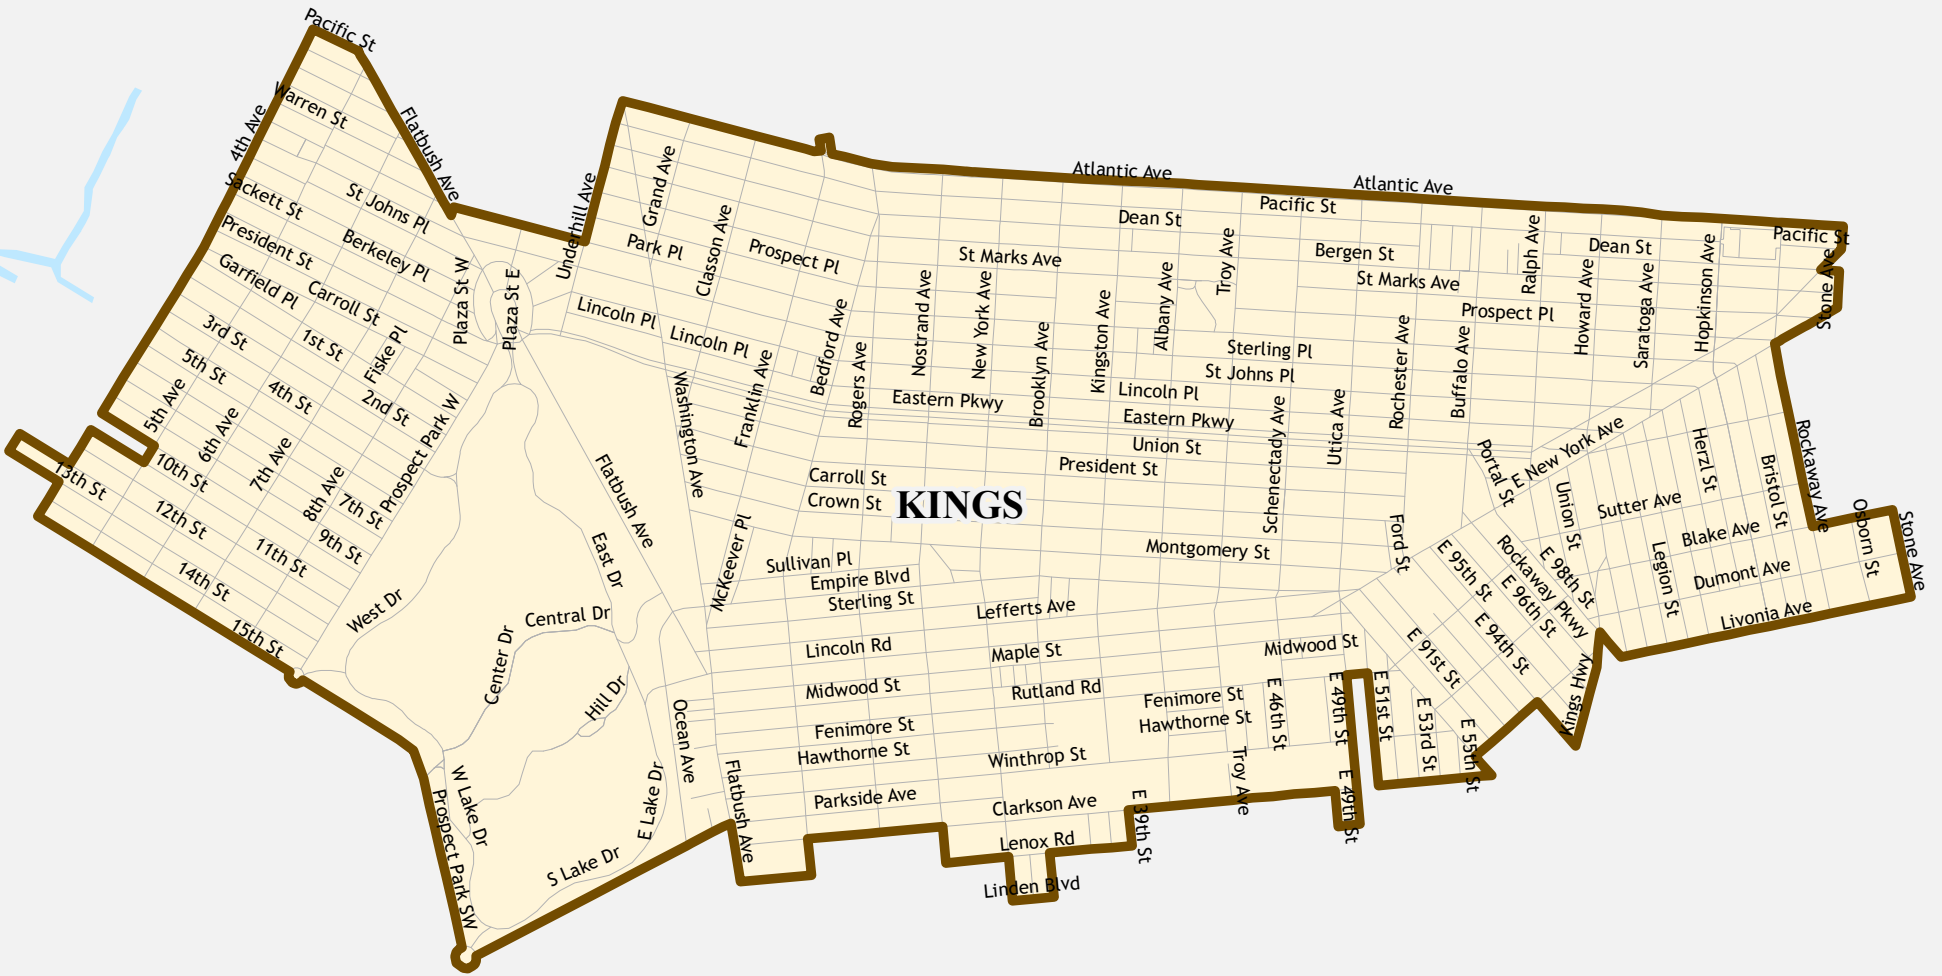 Pacific St
Warren St
4th Ave
Flatbush Ave
Sackett St
St Johns Pl
President St
Berkeley Pl
Garfield Pl
Carroll St
3rd St
1st St
Fiske Pl
5th St
4th St
2nd St
5th Ave
6th Ave
7th Ave
8th Ave
Prospect Park W
13th St
10th St
7th St
12th St
11th St
9th St
14th St
15th St
Plaza St W
Plaza St E
Underhill Ave
Grand Ave
Park Pl
Classon Ave
Prospect Pl
Lincoln Pl
Lincoln Pl
Washington Ave
Franklin Ave
Bedford Ave
Rogers Ave
Nostrand Ave
New York Ave
Brooklyn Ave
Kingston Ave
Albany Ave
Troy Ave
Atlantic Ave
Atlantic Ave
Pacific St
Dean St
St Marks Ave
Bergen St
St Marks Ave
Ralph Ave
Dean St
Pacific St
Stone Ave
Prospect Pl
Howard Ave
Saratoga Ave
Hopkinson Ave
Sterling Pl
St Johns Pl
Lincoln Pl
Eastern Pkwy
Eastern Pkwy
Union St
President St
Schenectady Ave
Utica Ave
Rochester Ave
Buffalo Ave
Carroll St
Crown St
KINGS
Montgomery St
Portal St
E New York Ave
Union St
Sutter Ave
Herzl St
Bristol St
Rockaway Ave
Blake Ave
Osborn St
Stone Ave
Legion St
Dumont Ave
Livonia Ave
Ford St
E 95th St
Rockaway Pkwy
E 98th St
E 96th St
E 94th St
E 91st St
Kings Hwy
Flatbush Ave
East Dr
West Dr
Central Dr
Center Dr
Hill Dr
McKeever Pl
Sullivan Pl
Empire Blvd
Sterling St
Lefferts Ave
Lincoln Rd
Maple St
Midwood St
Midwood St
Rutland Rd
Fenimore St
Fenimore St
Hawthorne St
Hawthorne St
Winthrop St
E 46th St
E 49th St
E 51st St
E 53rd St
E 55th St
Ocean Ave
Flatbush Ave
Parkside Ave
Clarkson Ave
E 39th St
Troy Ave
E 49th St
Lenox Rd
Linden Blvd
W Lake Dr
E Lake Dr
S Lake Dr
Prospect Park SW